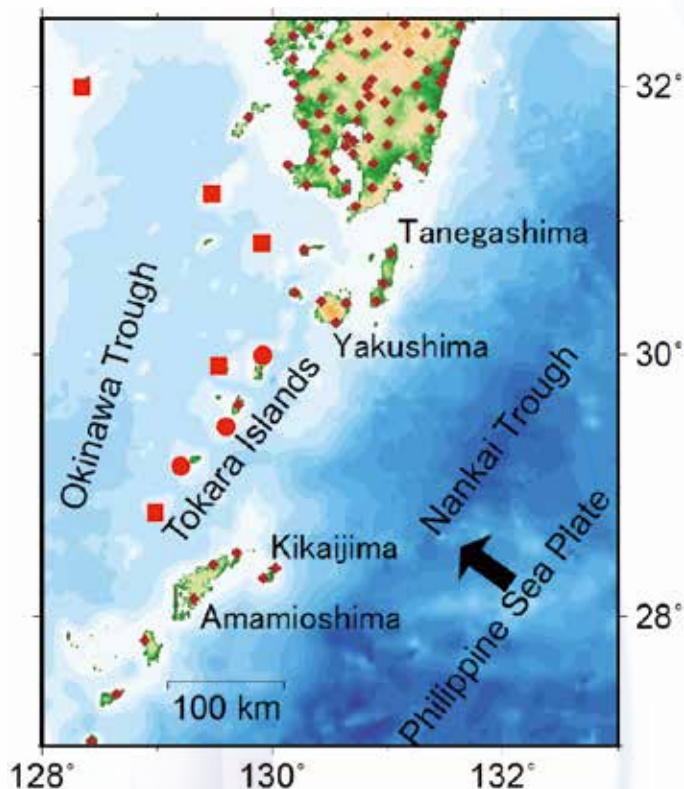 32°
Tanegashima
Okinawa Trough
Yakushima
30°
Tokara Islands
Nankai Trough
Kikaijima
Philippine Sea Plate
Amamioshima
28°
100 km
128°
130°
132°